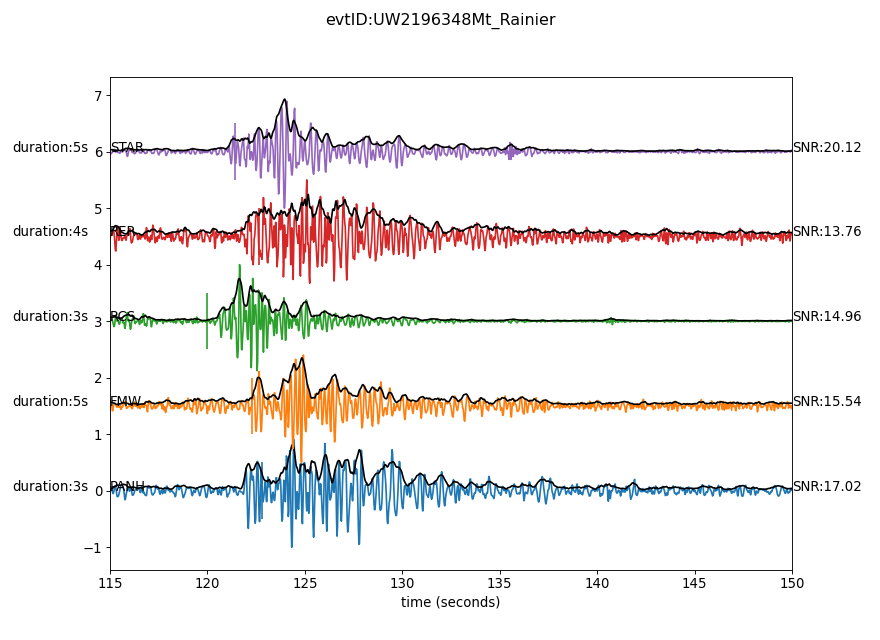 evtID:UW2196348Mt_Rainier
7
duration:5s 6 STAR SNR:20.12
5
duration:4s RER SNR:13.76
4
duration:3s 3 RCS SNR:14.96
2
duration:5s FMW SNR:15.54
1
duration:3s 0 PANH SNR:17.02
−1
115 120 125 130 135 140 145 150
time (seconds)